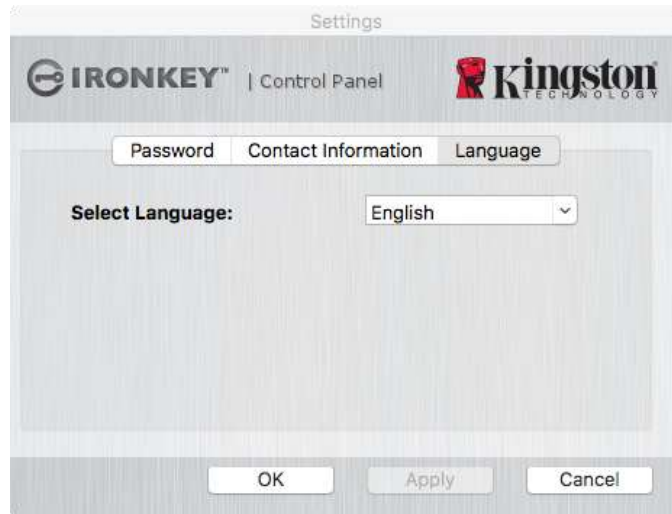 Settings
IRONKEY™ | Control Panel
Kingston
TECHNOLOGY
Password Contact Information Language
Select Language: English
OK Apply Cancel